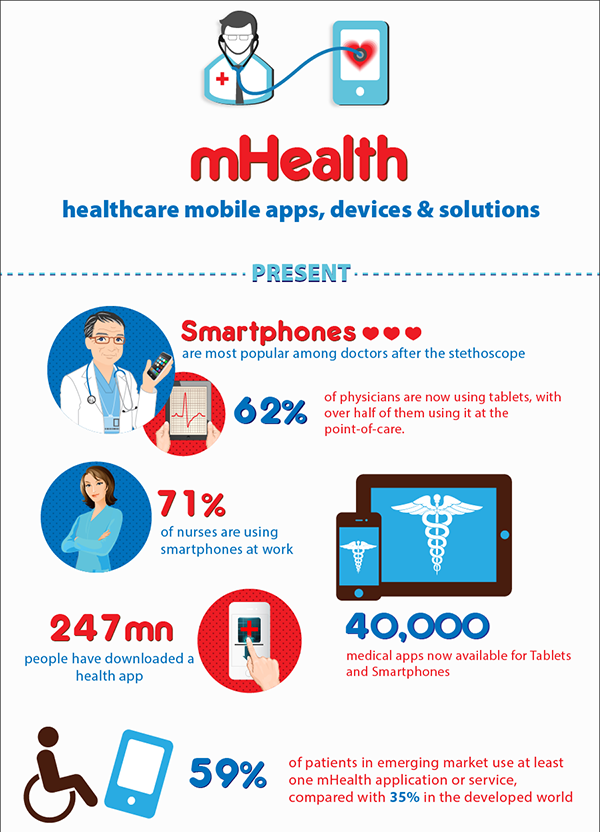 mHealth
healthcare mobile apps, devices & solutions
PRESENT
Smartphones
are most popular among doctors after the stethoscope
62%
of physicians are now using tablets, with
over half of them using it at the
point-of-care.
71%
of nurses are using
smartphones at work
247mn
people have downloaded a
health app
40,000
medical apps now available for Tablets
and Smartphones
59%
of patients in emerging market use at least
one mHealth application or service,
compared with 35% in the developed world